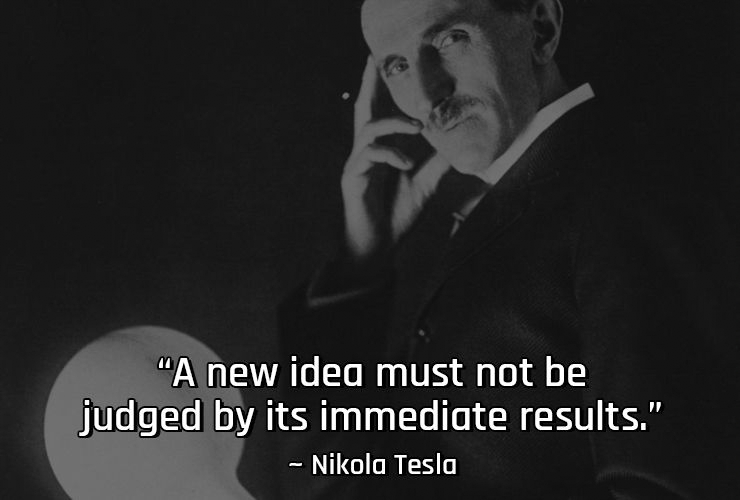 “A new idea must not be
judged by its immediate results.”
~ Nikola Tesla